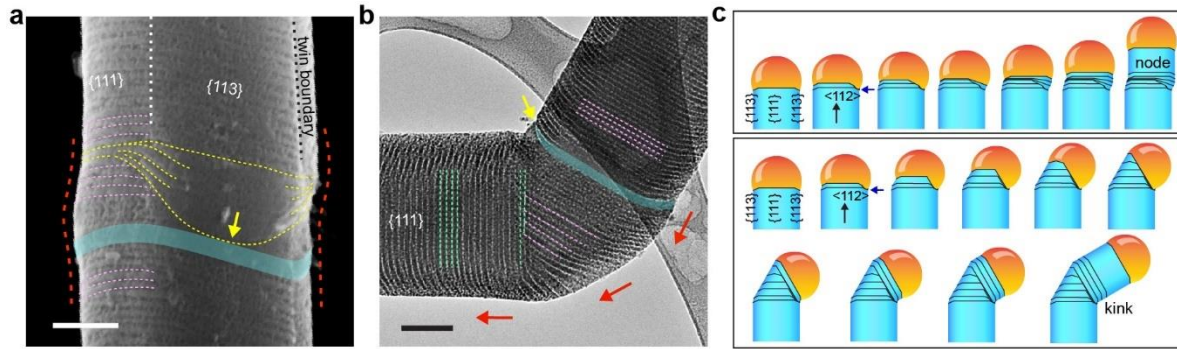 a
{111}
{113}
twin boundary
b
{111}
c
{113}
{111}
{113}
<112>
node
{113}
{111}
{113}
<112>
kink